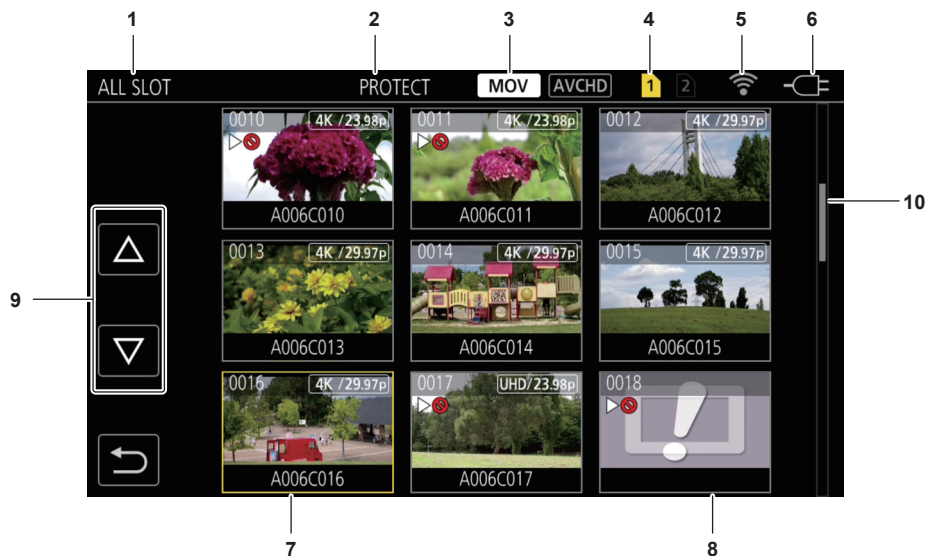 1 2 3 4 5 6
ALL SLOT PROTECT MOV AVCHD 1 2
0010 4K /23.98p 0011 4K /23.98p 0012 4K /29.97p
A006C010 A006C011 A006C012
10
0013 4K /29.97p 0014 4K /29.97p 0015 4K /29.97p
9
A006C013 A006C014 A006C015
0016 4K /29.97p 0017 UHD/23.98p 0018
A006C016 A006C017
7 8